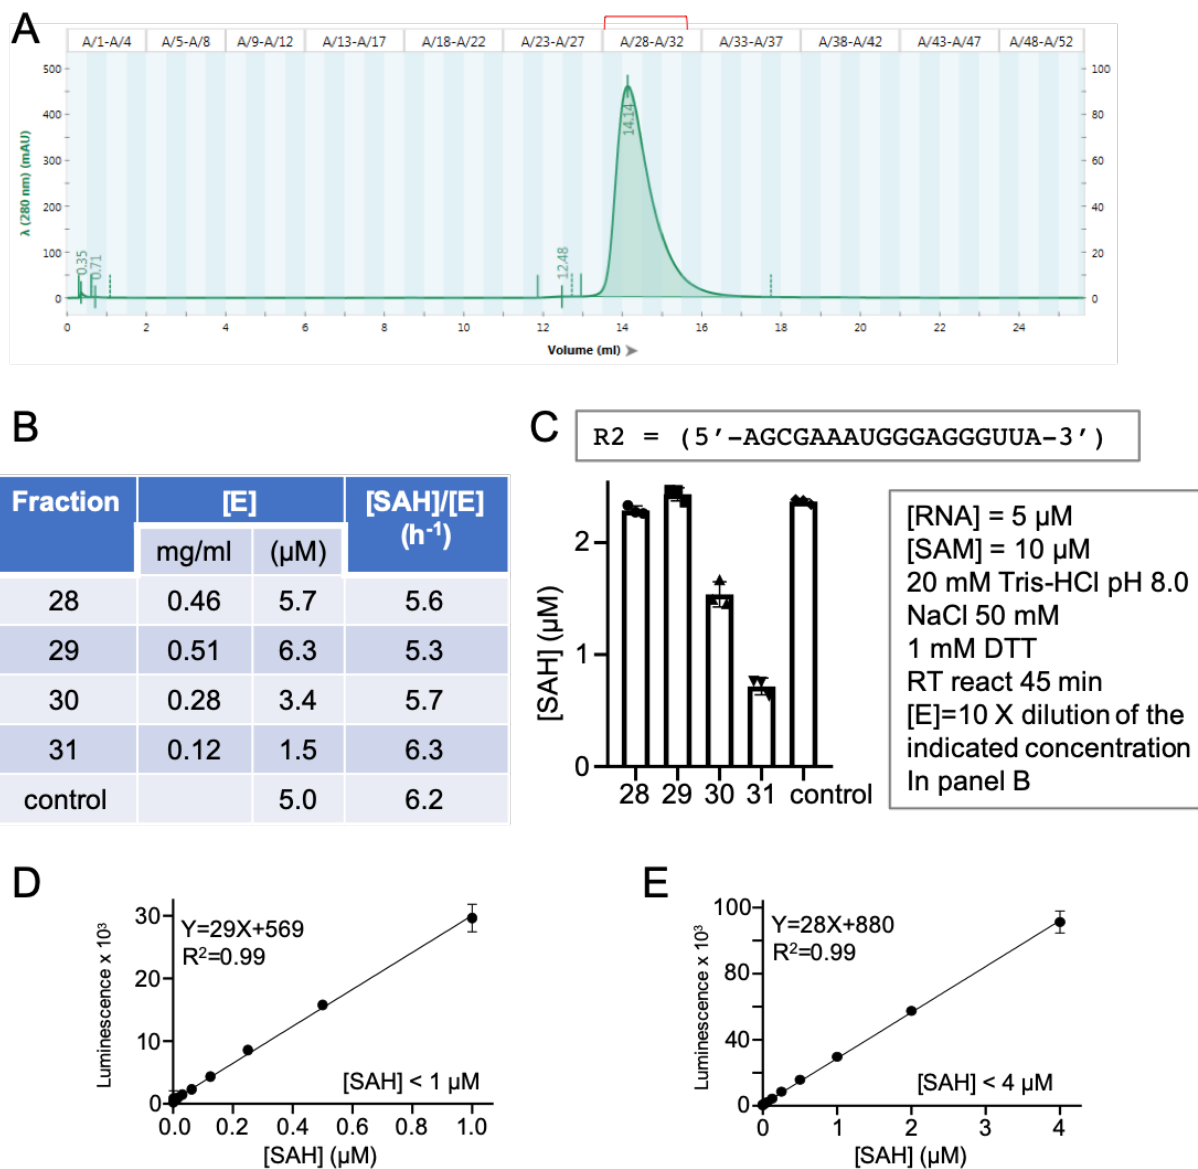 A
A/1-A/4 A/5-A/8 A/9-A/12 A/13-A/17 A/18-A/22 A/23-A/27 A/28-A/32 A/33-A/37 A/38-A/42 A/43-A/47 A/48-A/52
500 100
400 80
300 60
200 40
100 20
0 0
λ (280 nm) (mAU)
0.35
0.71
12.48
14.14
0 2 4 6 8 10 12 14 16 18 20 22 24
Volume (ml)
B
Fraction [E] [SAH]/[E]
(h⁻¹)
mg/ml (μM)
28 0.46 5.7 5.6
29 0.51 6.3 5.3
30 0.28 3.4 5.7
31 0.12 1.5 6.3
control 5.0 6.2
C
R2 = (5′-AGCGAAAUGGGAGGGUUA-3′)
[SAH] (μM)
2
1
0
28 29 30 31 control
[RNA] = 5 μM
[SAM] = 10 μM
20 mM Tris-HCl pH 8.0
NaCl 50 mM
1 mM DTT
RT react 45 min
[E]=10 X dilution of the
indicated concentration
In panel B
D
Luminescence x 10³
30
20
10
0
Y=29X+569
R²=0.99
[SAH] < 1 μM
0.0 0.2 0.4 0.6 0.8 1.0
[SAH] (μM)
E
Luminescence x 10³
100
80
40
0
Y=28X+880
R²=0.99
[SAH] < 4 μM
0 1 2 3 4
[SAH] (μM)